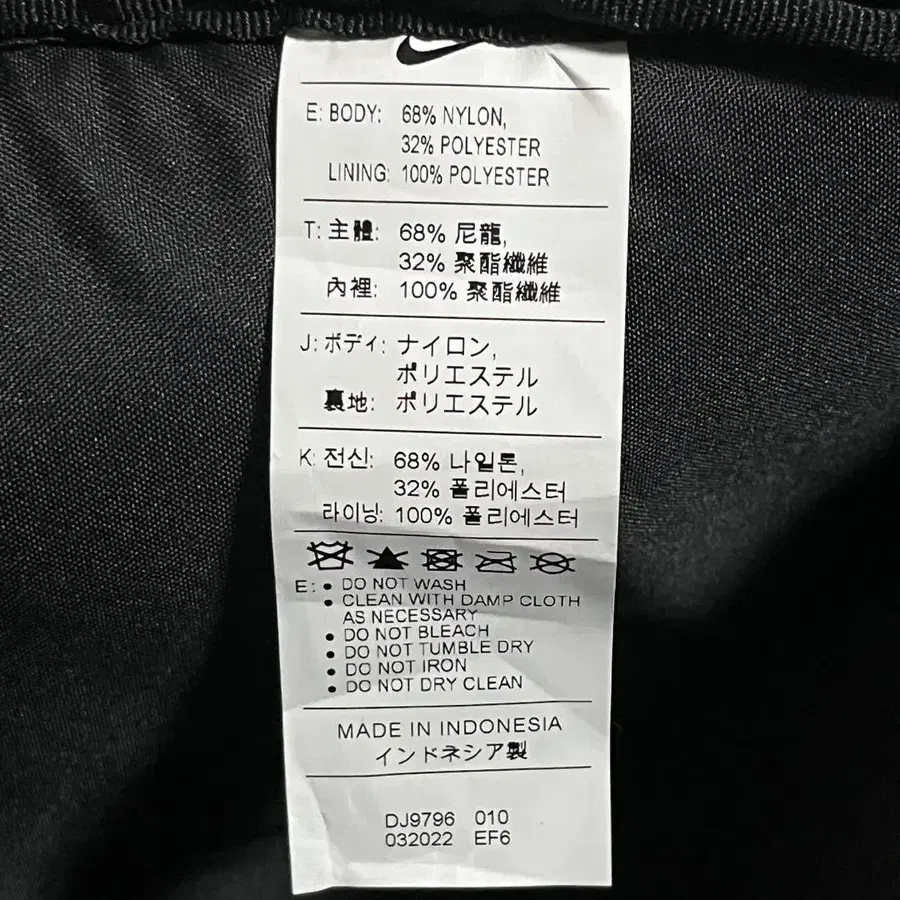 E: BODY: 68% NYLON,
32% POLYESTER
LINING: 100% POLYESTER
T: 主體: 68% 尼龍,
32% 聚酯纖維
內裡: 100% 聚酯纖維
J: ボディ: ナイロン,
ポリエステル
裏地: ポリエステル
K: 전신: 68% 나일론,
32% 폴리에스터
라이닝: 100% 폴리에스터
E: • DO NOT WASH
• CLEAN WITH DAMP CLOTH
AS NECESSARY
• DO NOT BLEACH
• DO NOT TUMBLE DRY
• DO NOT IRON
• DO NOT DRY CLEAN
MADE IN INDONESIA
インドネシア製
DJ9796 010
032022 EF6